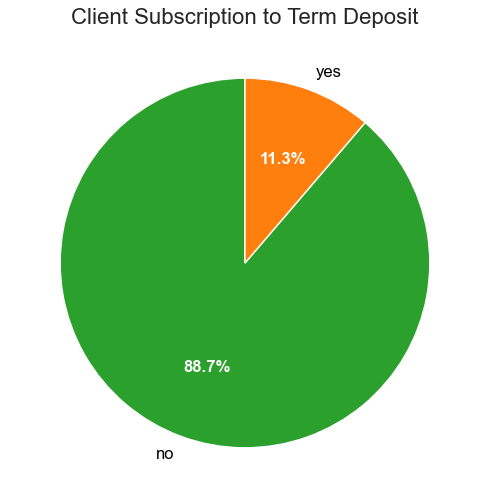 Client Subscription to Term Deposit
yes
11.3%
88.7%
no